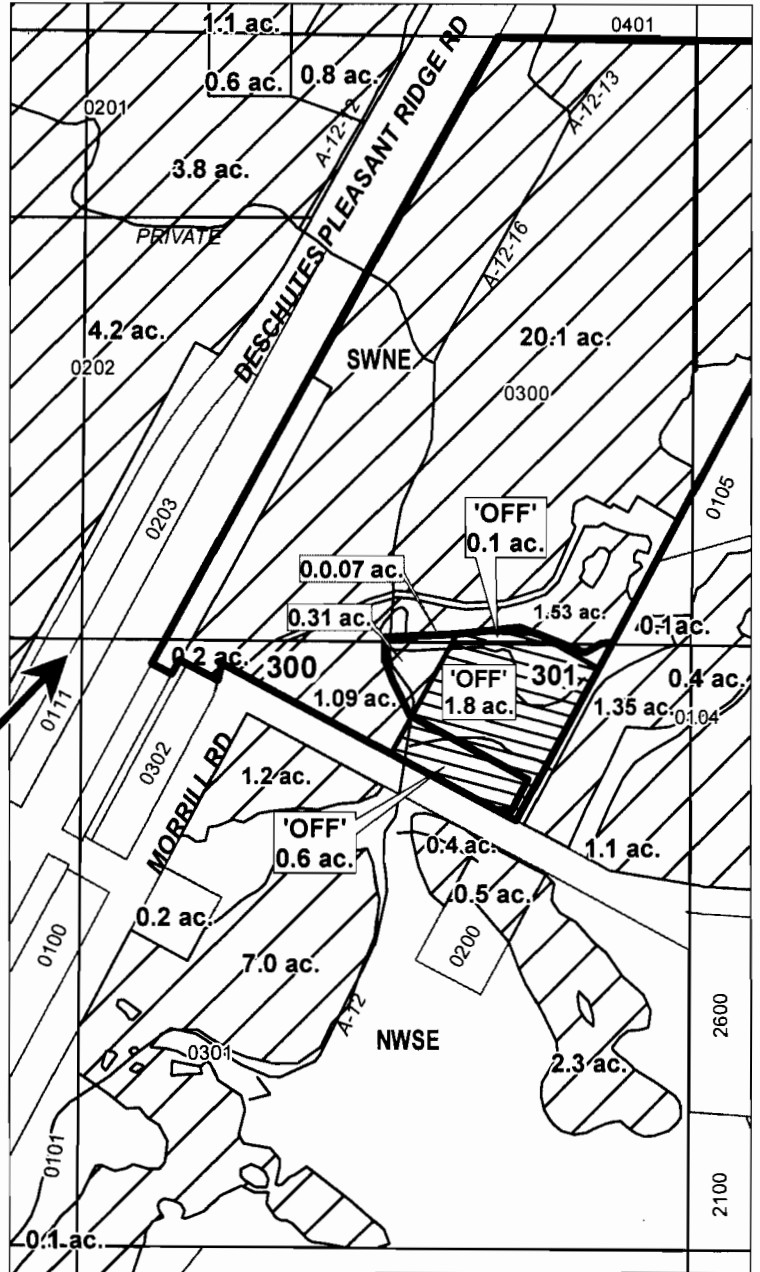 1.1 ac.
0401
0.6 ac.
0.8 ac.
0201
A-12-12
DESCHUTES PLEASANT RIDGE RD
A-12-13
3.8 ac.
PRIVATE
A-12-16
4.2 ac.
0202
SWNE
20.1 ac.
0300
0203
'OFF'
0.1 ac.
0105
0.0.07 ac.
0.31 ac.
1.53 ac.
0.1ac.
0.2 ac.
300
'OFF'
1.8 ac.
301
0.4 ac.
1.09 ac.
1.35 ac.
0104
0111
0302
MORRILL RD
1.2 ac.
'OFF'
0.6 ac.
0.4 ac.
1.1 ac.
0.5 ac.
0.2 ac.
0100
7.0 ac.
0200
A-12
NWSE
2600
0301
2.3 ac.
0101
2100
0.1 ac.